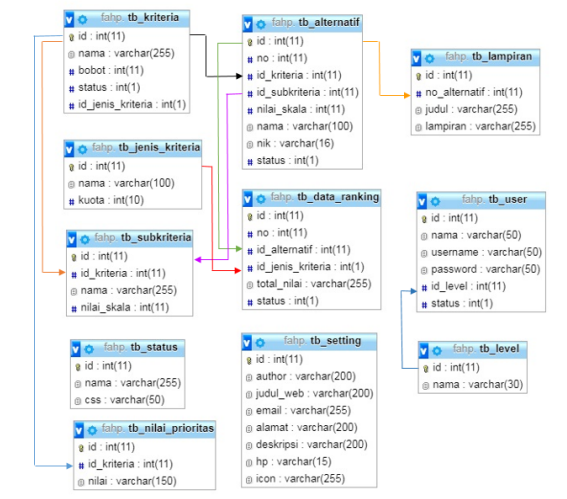 fahp. tb_kriteria
id : int(11)
nama : varchar(255)
bobot : int(11)
status : int(1)
id_jenis_kriteria : int(1)
fahp. tb_alternatif
id : int(11)
no : int(11)
id_kriteria : int(11)
id_subkriteria : int(11)
nilai_skala : int(11)
nama : varchar(100)
nik : varchar(16)
status : int(1)
fahp. tb_lampiran
id : int(11)
no_alternatif : int(11)
judul : varchar(255)
lampiran : varchar(255)
fahp. tb_jenis_kriteria
id : int(11)
nama : varchar(100)
kuota : int(10)
fahp. tb_data_ranking
id : int(11)
no : int(11)
id_alternatif : int(11)
id_jenis_kriteria : int(1)
total_nilai : varchar(255)
status : int(1)
fahp. tb_user
id : int(11)
nama : varchar(50)
username : varchar(50)
password : varchar(50)
id_level : int(11)
status : int(1)
fahp. tb_subkriteria
id : int(11)
id_kriteria : int(11)
nama : varchar(255)
nilai_skala : int(11)
fahp. tb_status
id : int(11)
nama : varchar(255)
css : varchar(50)
fahp. tb_setting
id : int(11)
author : varchar(200)
judul_web : varchar(200)
email : varchar(255)
alamat : varchar(200)
deskripsi : varchar(200)
hp : varchar(15)
icon : varchar(255)
fahp. tb_level
id : int(11)
nama : varchar(30)
fahp. tb_nilai_prioritas
id : int(11)
id_kriteria : int(11)
nilai : varchar(150)